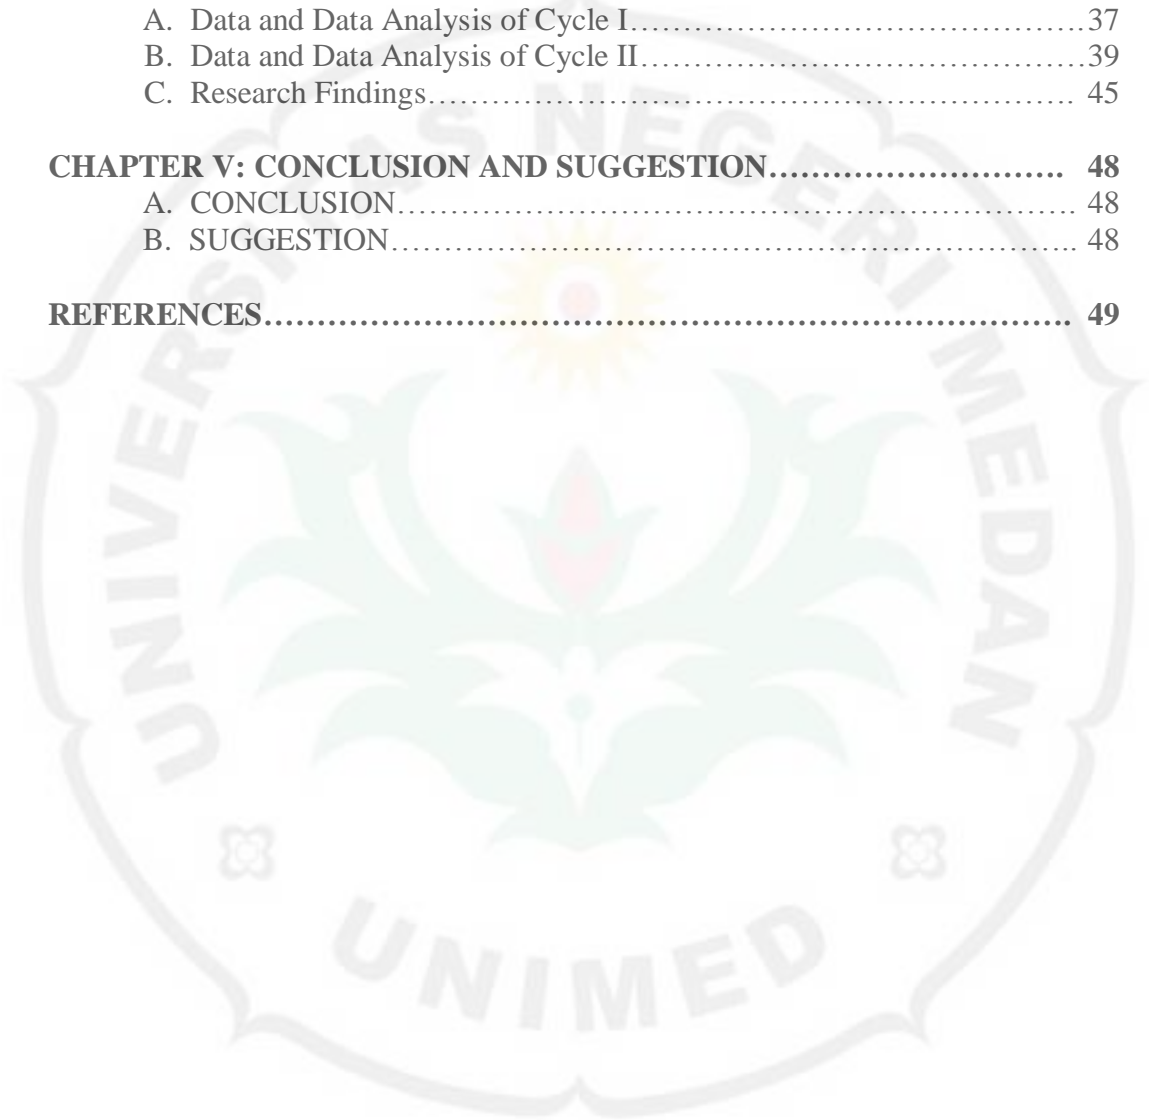 A. Data and Data Analysis of Cycle I……………………………………….37
B. Data and Data Analysis of Cycle II………………………………………39
C. Research Findings………………………………………………………. 45
CHAPTER V: CONCLUSION AND SUGGESTION………………………. 48
A. CONCLUSION…………………………………………………………. 48
B. SUGGESTION………………………………………………………….. 48
REFERENCES………………………………………………………………. 49
UNIVERSITAS NEGERI MEDAN
UNIMED